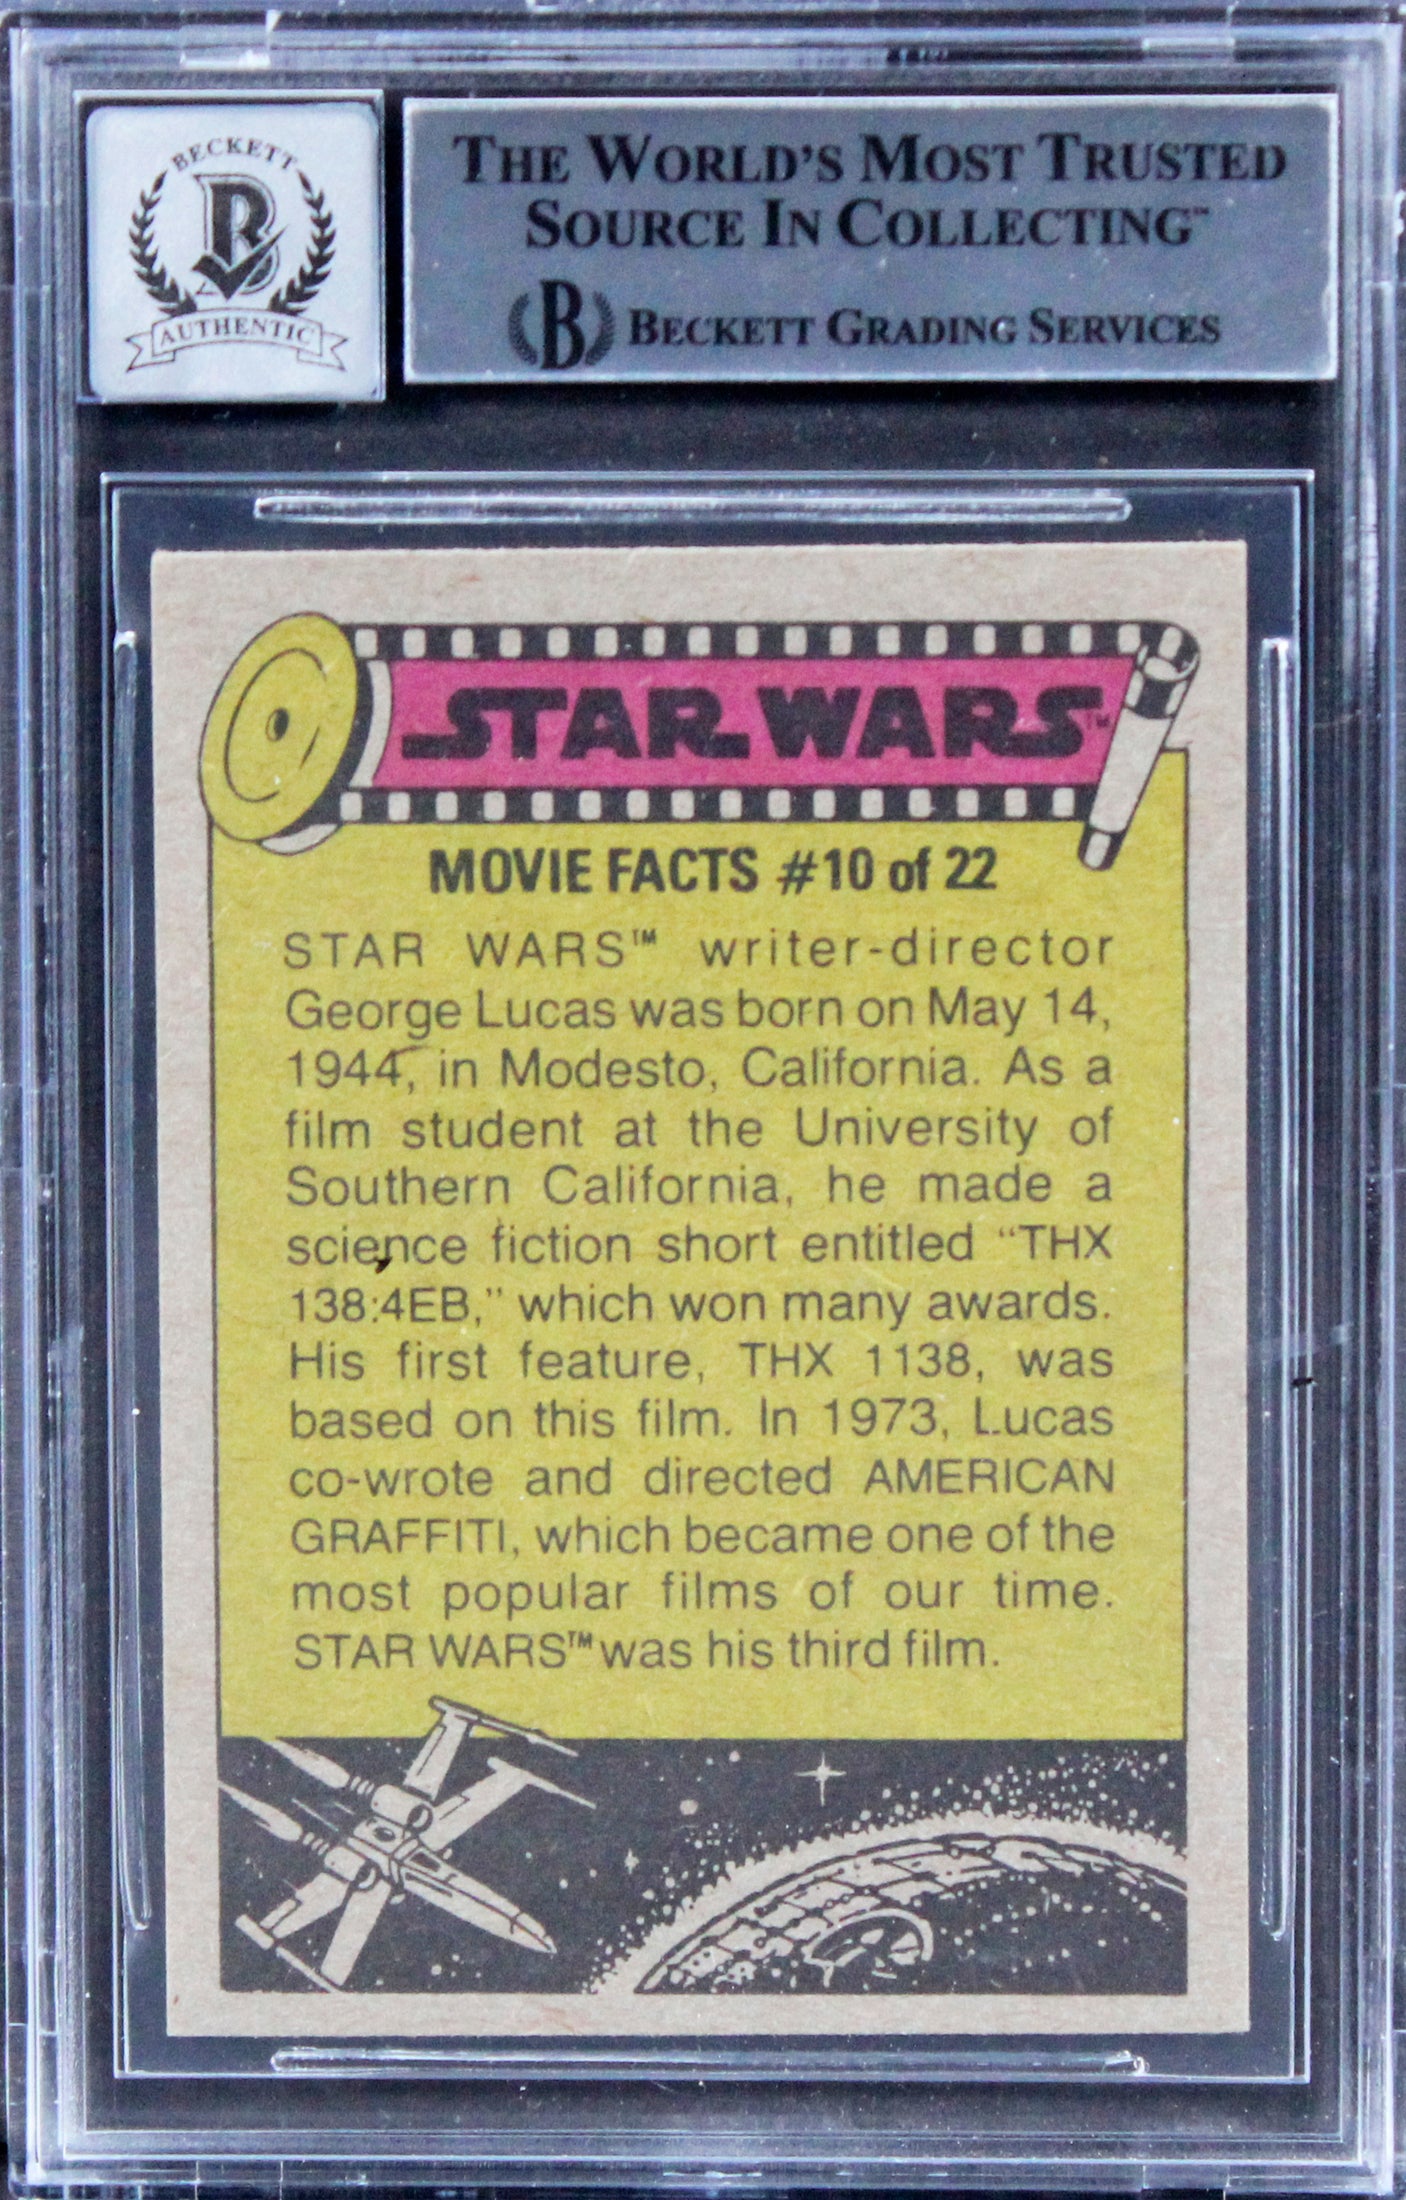 BECKETT
B
AUTHENTIC
THE WORLD'S MOST TRUSTED
SOURCE IN COLLECTING™
B BECKETT GRADING SERVICES
STAR WARS™
MOVIE FACTS #10 of 22
STAR WARS™ writer-director
George Lucas was born on May 14,
1944, in Modesto, California. As a
film student at the University of
Southern California, he made a
science fiction short entitled "THX
138:4EB," which won many awards.
His first feature, THX 1138, was
based on this film. In 1973, Lucas
co-wrote and directed AMERICAN
GRAFFITI, which became one of the
most popular films of our time.
STAR WARS™ was his third film.